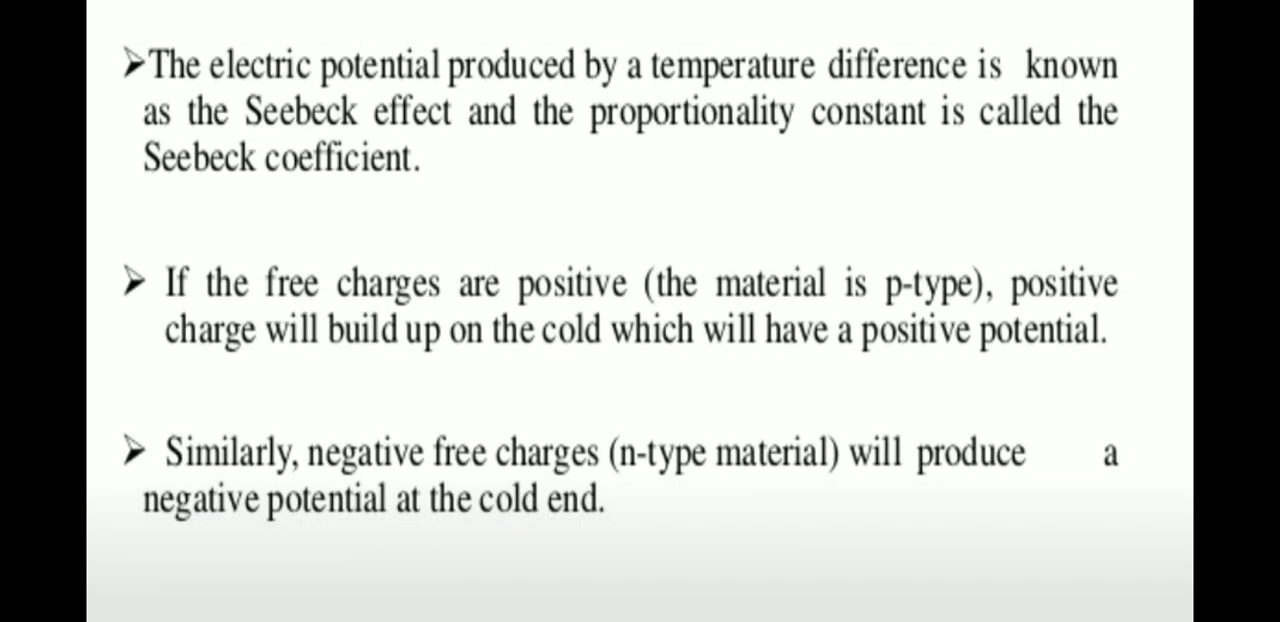 ➢The electric potential produced by a temperature difference is known
as the Seebeck effect and the proportionality constant is called the
Seebeck coefficient.
➢ If the free charges are positive (the material is p-type), positive
charge will build up on the cold which will have a positive potential.
➢ Similarly, negative free charges (n-type material) will produce a
negative potential at the cold end.